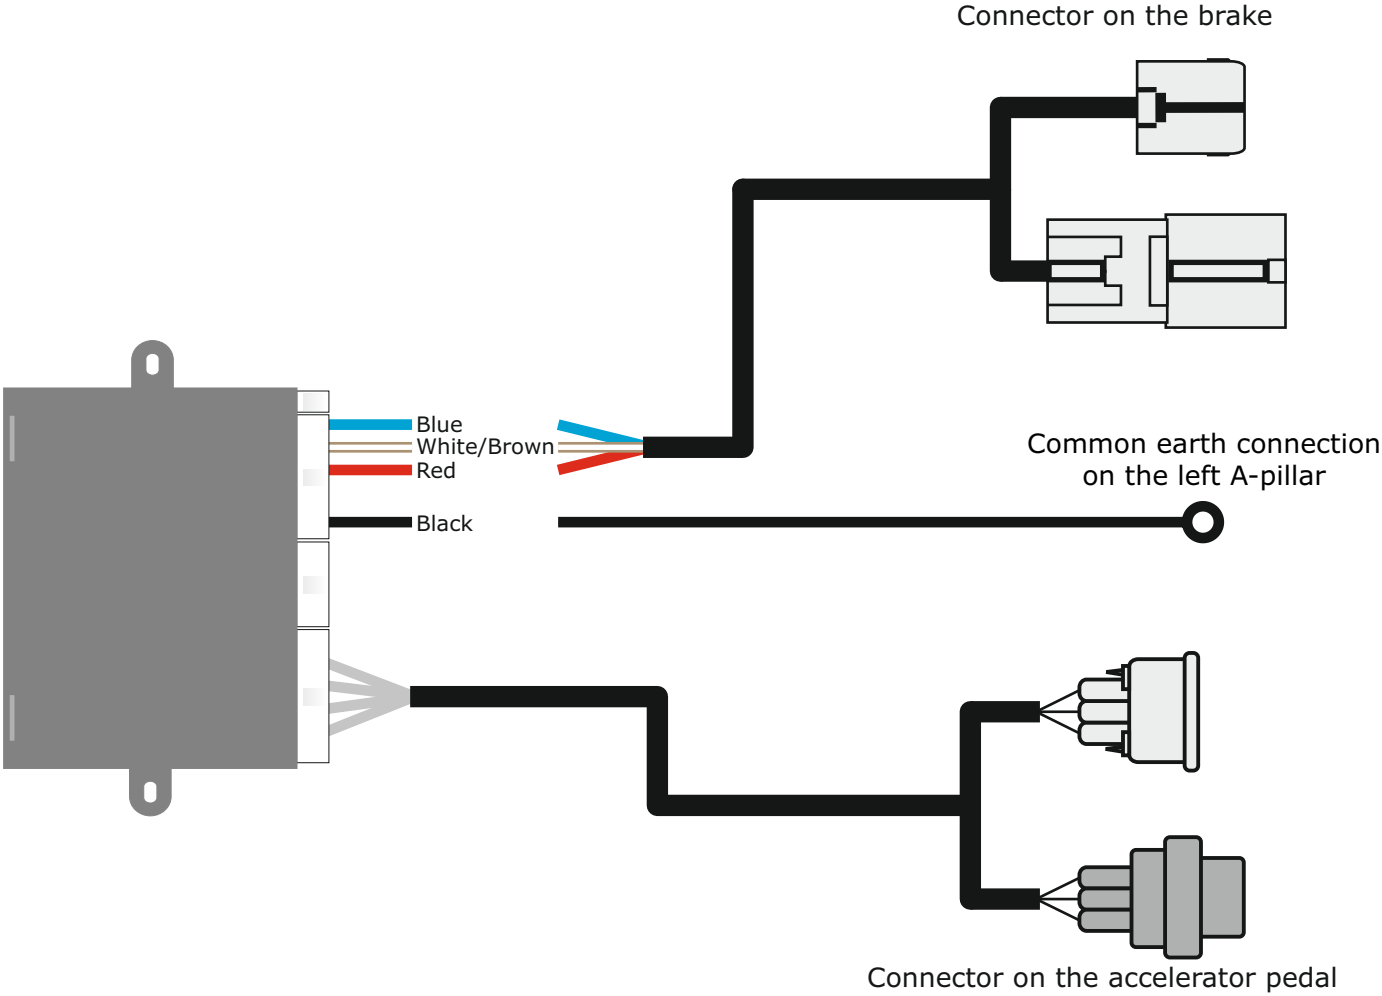 Connector on the brake
Blue
White/Brown
Red
Common earth connection
on the left A-pillar
Black
Connector on the accelerator pedal